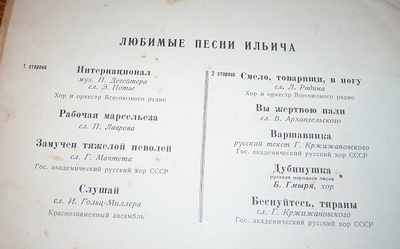 ЛЮБИМЫЕ ПЕСНИ ИЛЬИЧА
1 сторона
Интернационал
муз. П. Дегейтера
сл. Э. Потье
Хор и оркестр Всесоюзного радио
Рабочая марсельеза
сл. П. Лаврова
Замучен тяжелой неволей
сл. Г. Мачтета
Гос. академический русский хор СССР
Слушай
сл. И. Гольц-Миллера
Краснознаменный ансамбль
2 сторона
Смело, товарищи, в ногу
сл. Л. Радина
Хор и оркестр Всесоюзного радио
Вы жертвою пали
сл. В. Архангельского
Варшавянка
русский текст Г. Кржижановского
Гос. академический русский хор СССР
Дубинушка
русская народная песня
Б. Гмыря, хор
Беснуйтесь, тираны
сл. Г. Кржижановского
Гос. академический русский хор СССР